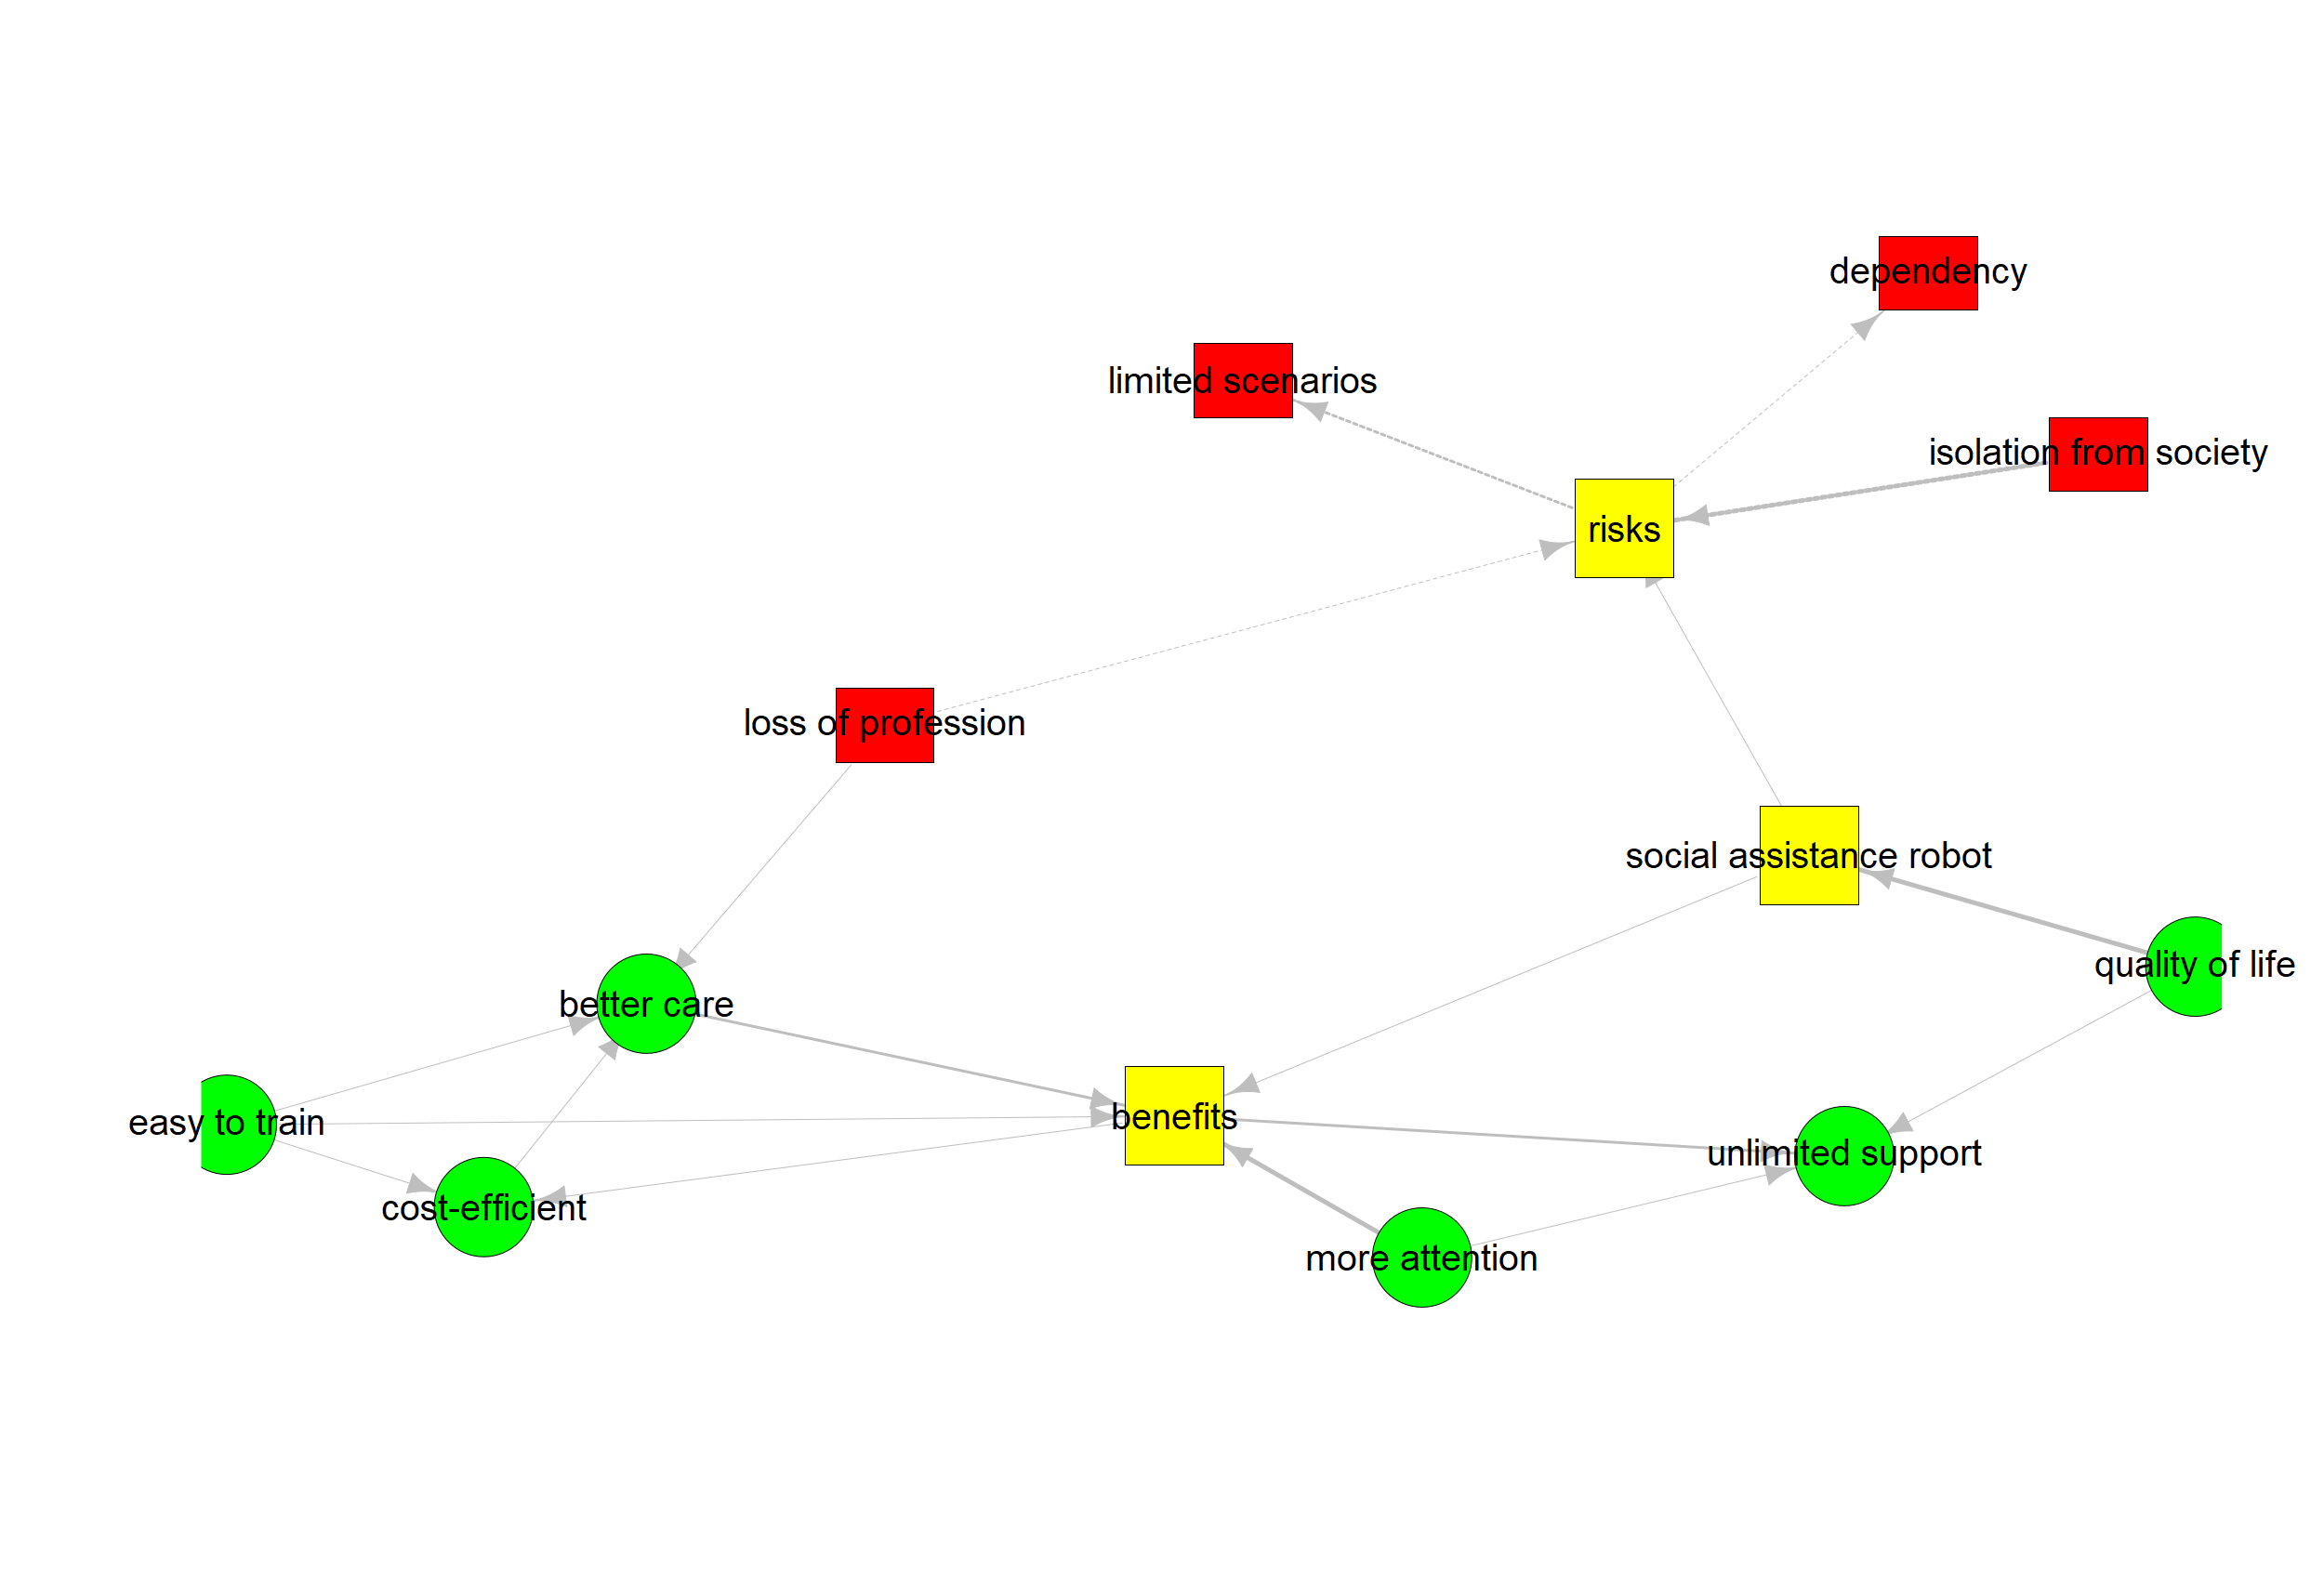 dependency
limited scenarios
isolation from society
risks
loss of profession
social assistance robot
quality of life
better care
benefits
easy to train
unlimited support
cost-efficient
more attention